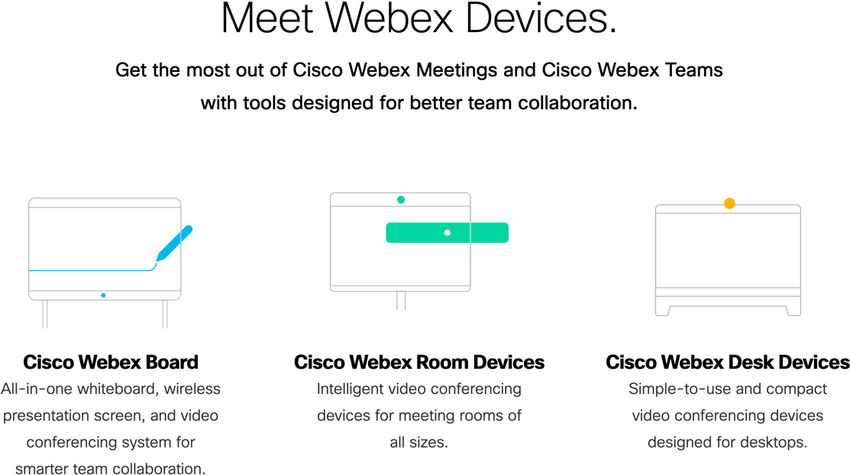 Meet Webex Devices.
Get the most out of Cisco Webex Meetings and Cisco Webex Teams
with tools designed for better team collaboration.
Cisco Webex Board
All-in-one whiteboard, wireless
presentation screen, and video
conferencing system for
smarter team collaboration.
Cisco Webex Room Devices
Intelligent video conferencing
devices for meeting rooms of
all sizes.
Cisco Webex Desk Devices
Simple-to-use and compact
video conferencing devices
designed for desktops.